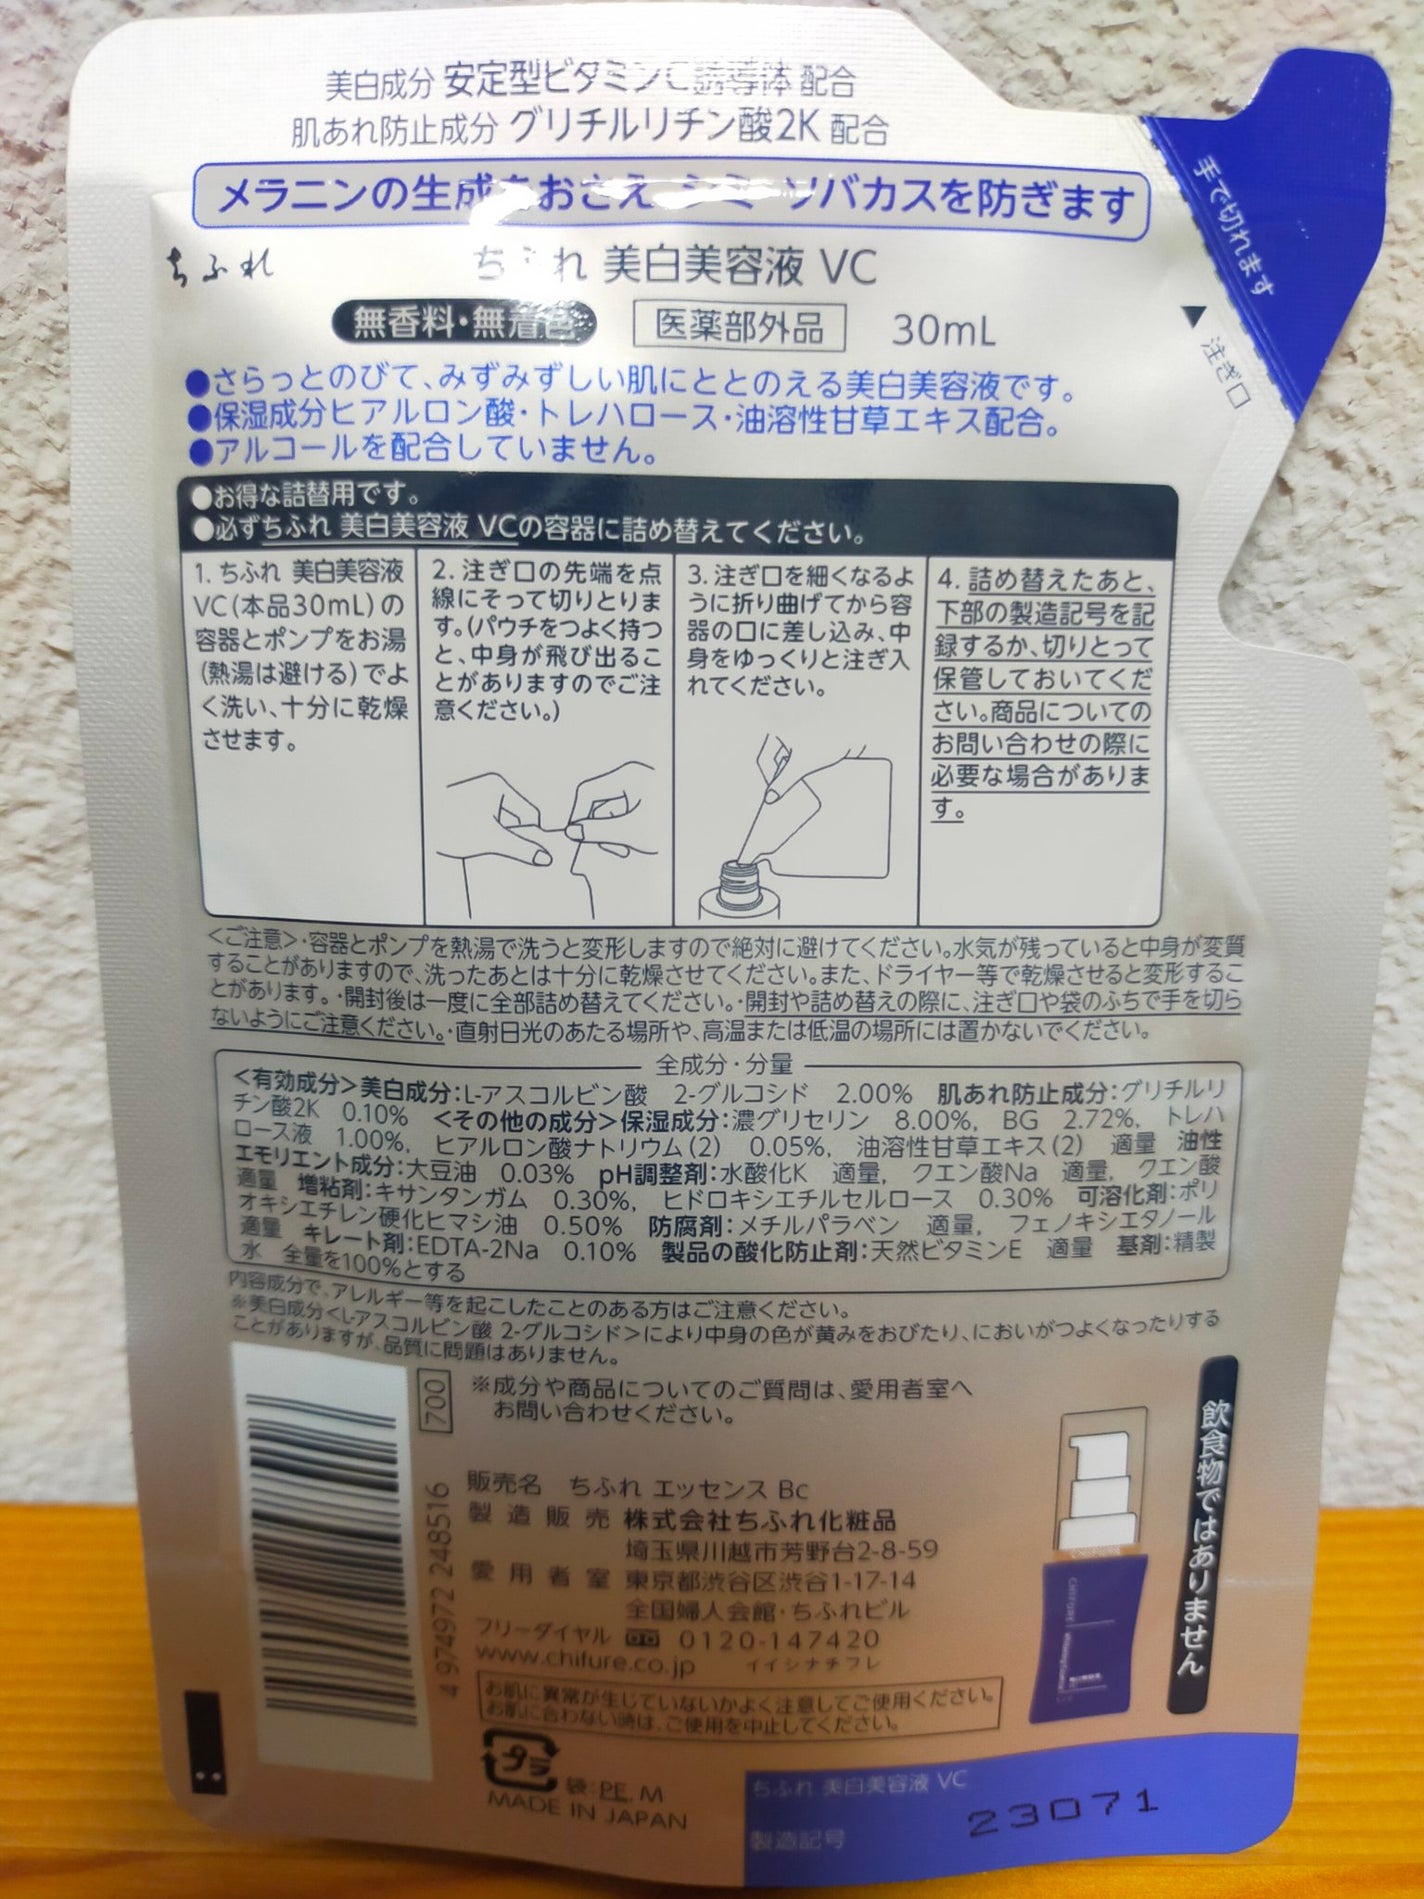 美白成分 安定型ビタミンC誘導体 配合
肌あれ防止成分 グリチルリチン酸2K 配合
メラニンの生成をおさえ シミ・ソバカスを防ぎます
手で切れます
注ぎ口
ちふれ
ちふれ 美白美容液 VC
無香料・無着色 医薬部外品 30mL
●さらっとのびて、みずみずしい肌にととのえる美白美容液です。
●保湿成分ヒアルロン酸・トレハロース・油溶性甘草エキス配合。
●アルコールを配合していません。
●お得な詰替用です。
●必ずちふれ 美白美容液 VCの容器に詰め替えてください。
1. ちふれ 美白美容液
VC(本品30mL)の
容器とポンプをお湯
(熱湯は避ける)でよ
く洗い、十分に乾燥
させます。
2. 注ぎ口の先端を点
線にそって切りとりま
す。(パウチをつよく持つ
と、中身が飛び出るこ
とがありますのでご注
意ください。)
3. 注ぎ口を細くなるよ
うに折り曲げてから容
器の口に差し込み、中
身をゆっくりと注ぎ入
れてください。
4. 詰め替えたあと、
下部の製造記号を記
録するか、切りとって
保管しておいてくだ
さい。商品についての
お問い合わせの際に
必要な場合がありま
す。
<ご注意>・容器とポンプを熱湯で洗うと変形しますので絶対に避けてください。水気が残っていると中身が変質
することがありますので、洗ったあとは十分に乾燥させてください。また、ドライヤー等で乾燥させると変形するこ
とがあります。・開封後は一度に全部詰め替えてください。・開封や詰め替えの際に、注ぎ口や袋のふちで手を切ら
ないようにご注意ください。・直射日光のあたる場所や、高温または低温の場所には置かないでください。
全成分・分量
<有効成分>美白成分:L-アスコルビン酸 2-グルコシド 2.00% 肌あれ防止成分:グリチルリ
チン酸2K 0.10% <その他の成分>保湿成分:濃グリセリン 8.00%, BG 2.72%, トレハ
ロース液 1.00%, ヒアルロン酸ナトリウム(2) 0.05%, 油溶性甘草エキス(2) 適量 油性
エモリエント成分:大豆油 0.03% pH調整剤:水酸化K 適量, クエン酸Na 適量, クエン酸
適量 増粘剤:キサンタンガム 0.30%, ヒドロキシエチルセルロース 0.30% 可溶化剤:ポリ
オキシエチレン硬化ヒマシ油 0.50% 防腐剤:メチルパラベン 適量, フェノキシエタノール
適量 キレート剤:EDTA-2Na 0.10% 製品の酸化防止剤:天然ビタミンE 適量 基剤:精製
水 全量を100%とする
内容成分で、アレルギー等を起こしたことのある方はご注意ください。
※美白成分<L-アスコルビン酸 2-グルコシド>により中身の色が黄みをおびたり、においがつよくなったりする
ことがありますが、品質に問題はありません。
700
※成分や商品についてのご質問は、愛用者室へ
お問い合わせください。
4 974972 248516
販売名 ちふれ エッセンス Bc
製造販売 株式会社ちふれ化粧品
埼玉県川越市芳野台2-8-59
愛用者室 東京都渋谷区渋谷1-17-14
全国婦人会館・ちふれビル
フリーダイヤル 0120-147420
www.chifure.co.jp イイシナチフレ
お肌に異常が生じていないかよく注意してご使用ください。
お肌に合わない時は、ご使用を中止してください。
プラ
袋:PE, M
MADE IN JAPAN
CHIFURE
飲食物ではありません
ちふれ 美白美容液 VC
製造記号
23071